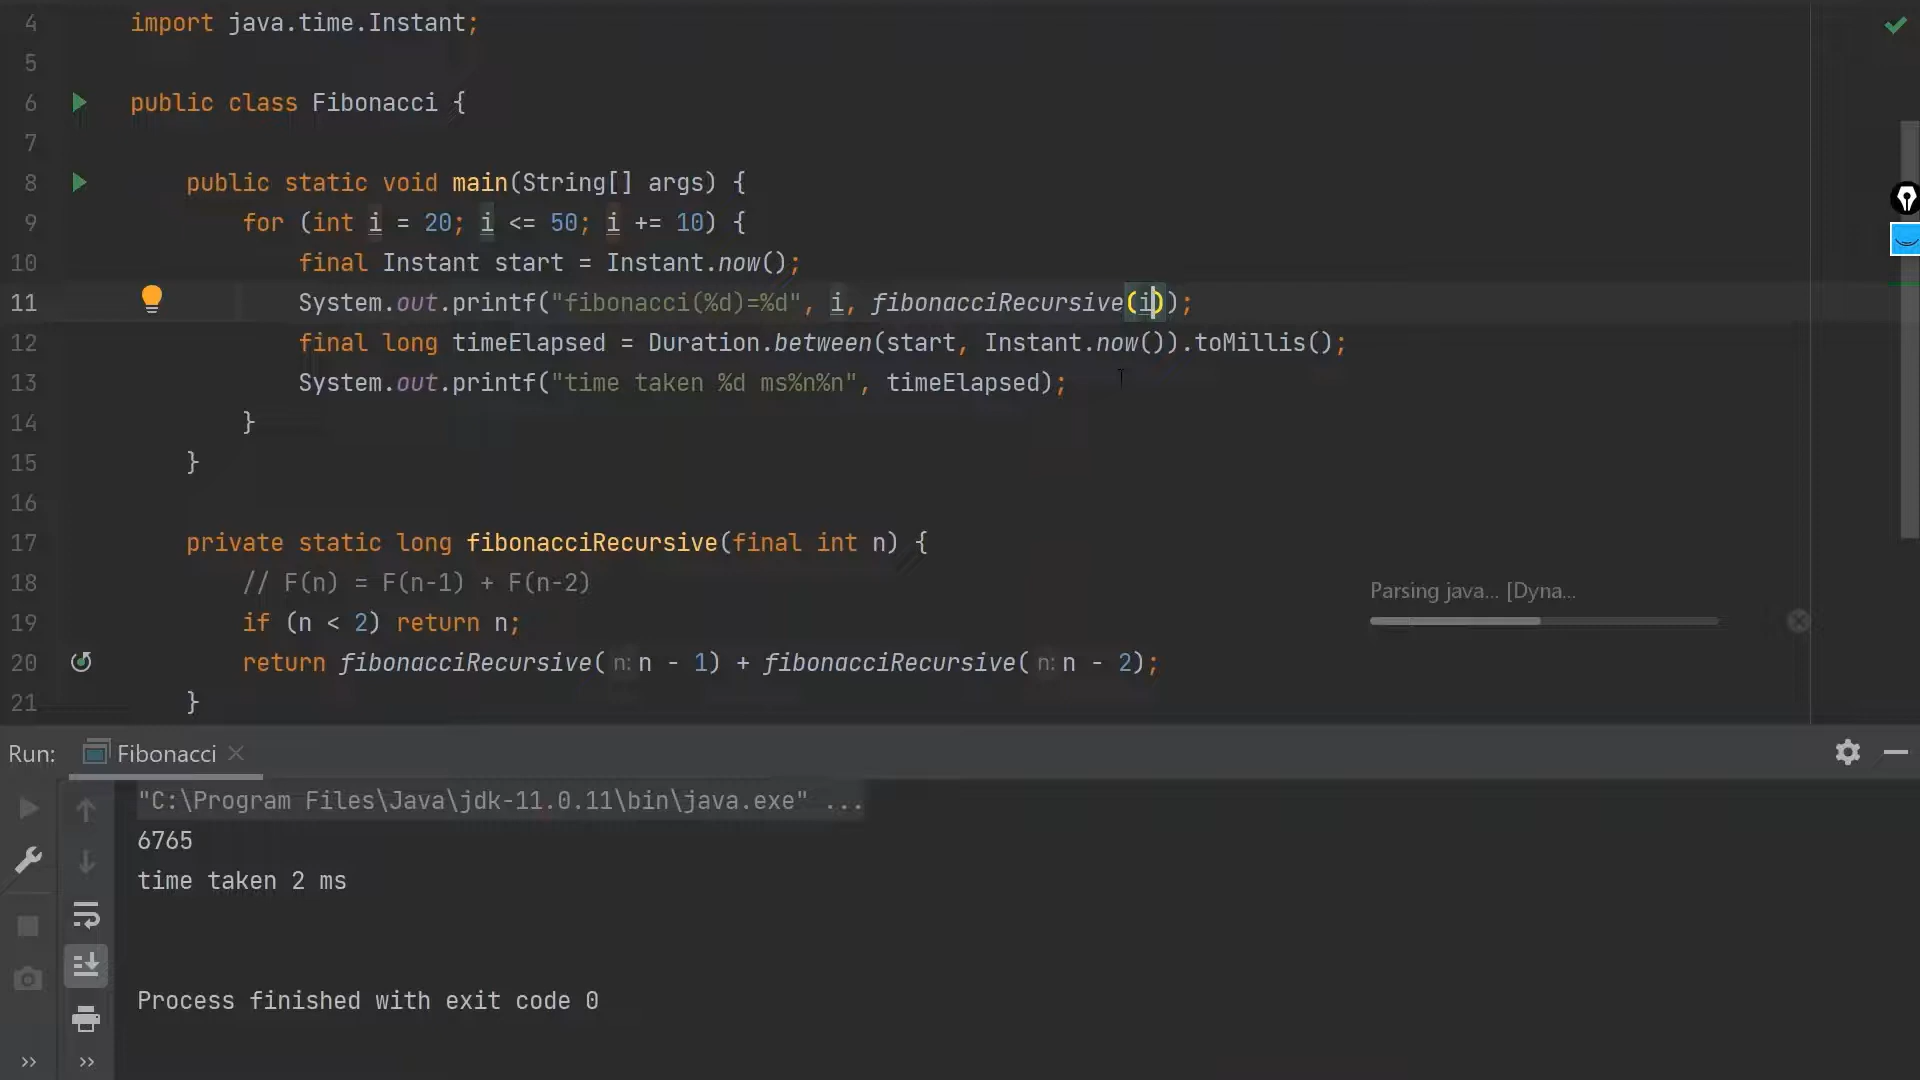 4 import java.time.Instant;
5
6 public class Fibonacci {
7
8 public static void main(String[] args) {
9 for (int i = 20; i <= 50; i += 10) {
10 final Instant start = Instant.now();
11 System.out.printf("fibonacci(%d)=%d", i, fibonacciRecursive(i));
12 final long timeElapsed = Duration.between(start, Instant.now()).toMillis();
13 System.out.printf("time taken %d ms%n%n", timeElapsed);
14 }
15 }
16
17 private static long fibonacciRecursive(final int n) {
18 // F(n) = F(n-1) + F(n-2)
Parsing java... [Dyna...
19 if (n < 2) return n;
20 return fibonacciRecursive( n: n - 1) + fibonacciRecursive( n: n - 2);
21 }
Run: Fibonacci
"C:\Program Files\Java\jdk-11.0.11\bin\java.exe" ...
6765
time taken 2 ms
Process finished with exit code 0